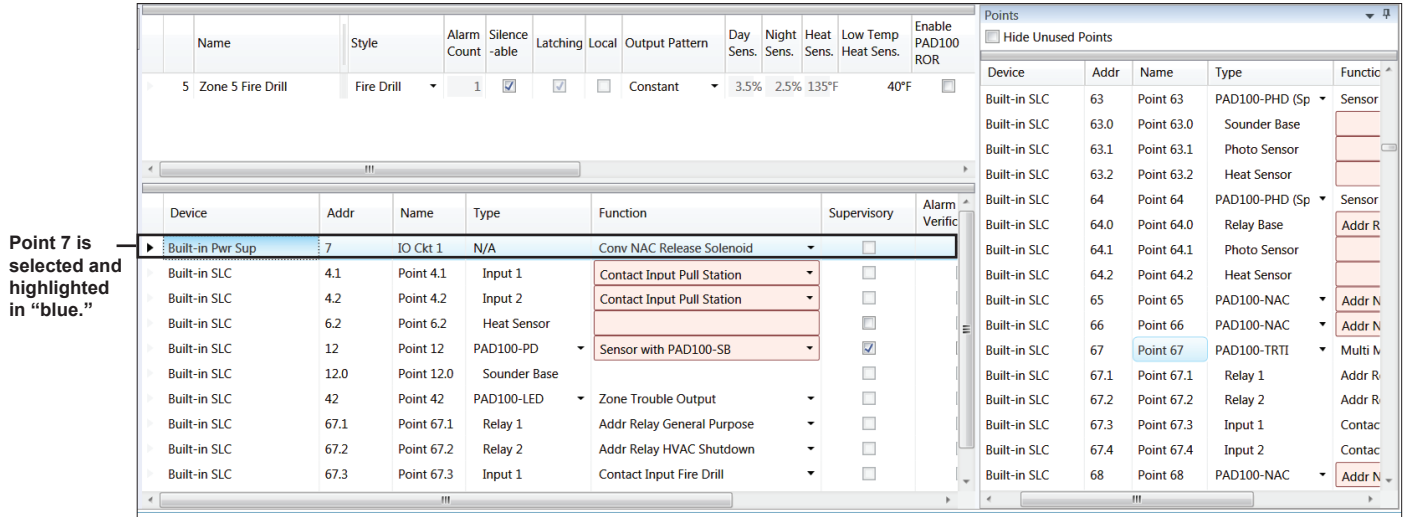 Point 7 is
selected and
highlighted
in “blue.”
Name Style Alarm Count Silence -able Latching Local Output Pattern Day Sens. Night Sens. Heat Sens. Low Temp Heat Sens. Enable PAD100 ROR
5 Zone 5 Fire Drill Fire Drill 1 Constant 3.5% 2.5% 135°F 40°F
Device Addr Name Type Function Supervisory Alarm Verific
Built-in Pwr Sup 7 IO Ckt 1 N/A Conv NAC Release Solenoid
Built-in SLC 4.1 Point 4.1 Input 1 Contact Input Pull Station
Built-in SLC 4.2 Point 4.2 Input 2 Contact Input Pull Station
Built-in SLC 6.2 Point 6.2 Heat Sensor
Built-in SLC 12 Point 12 PAD100-PD Sensor with PAD100-SB
Built-in SLC 12.0 Point 12.0 Sounder Base
Built-in SLC 42 Point 42 PAD100-LED Zone Trouble Output
Built-in SLC 67.1 Point 67.1 Relay 1 Addr Relay General Purpose
Built-in SLC 67.2 Point 67.2 Relay 2 Addr Relay HVAC Shutdown
Built-in SLC 67.3 Point 67.3 Input 1 Contact Input Fire Drill
Points
Hide Unused Points
Device Addr Name Type Functic
Built-in SLC 63 Point 63 PAD100-PHD (Sp Sensor
Built-in SLC 63.0 Point 63.0 Sounder Base
Built-in SLC 63.1 Point 63.1 Photo Sensor
Built-in SLC 63.2 Point 63.2 Heat Sensor
Built-in SLC 64 Point 64 PAD100-PHD (Sp Sensor
Built-in SLC 64.0 Point 64.0 Relay Base Addr R
Built-in SLC 64.1 Point 64.1 Photo Sensor
Built-in SLC 64.2 Point 64.2 Heat Sensor
Built-in SLC 65 Point 65 PAD100-NAC Addr N
Built-in SLC 66 Point 66 PAD100-NAC Addr N
Built-in SLC 67 Point 67 PAD100-TRTI Multi M
Built-in SLC 67.1 Point 67.1 Relay 1 Addr R
Built-in SLC 67.2 Point 67.2 Relay 2 Addr R
Built-in SLC 67.3 Point 67.3 Input 1 Contac
Built-in SLC 67.4 Point 67.4 Input 2 Contac
Built-in SLC 68 Point 68 PAD100-NAC Addr N